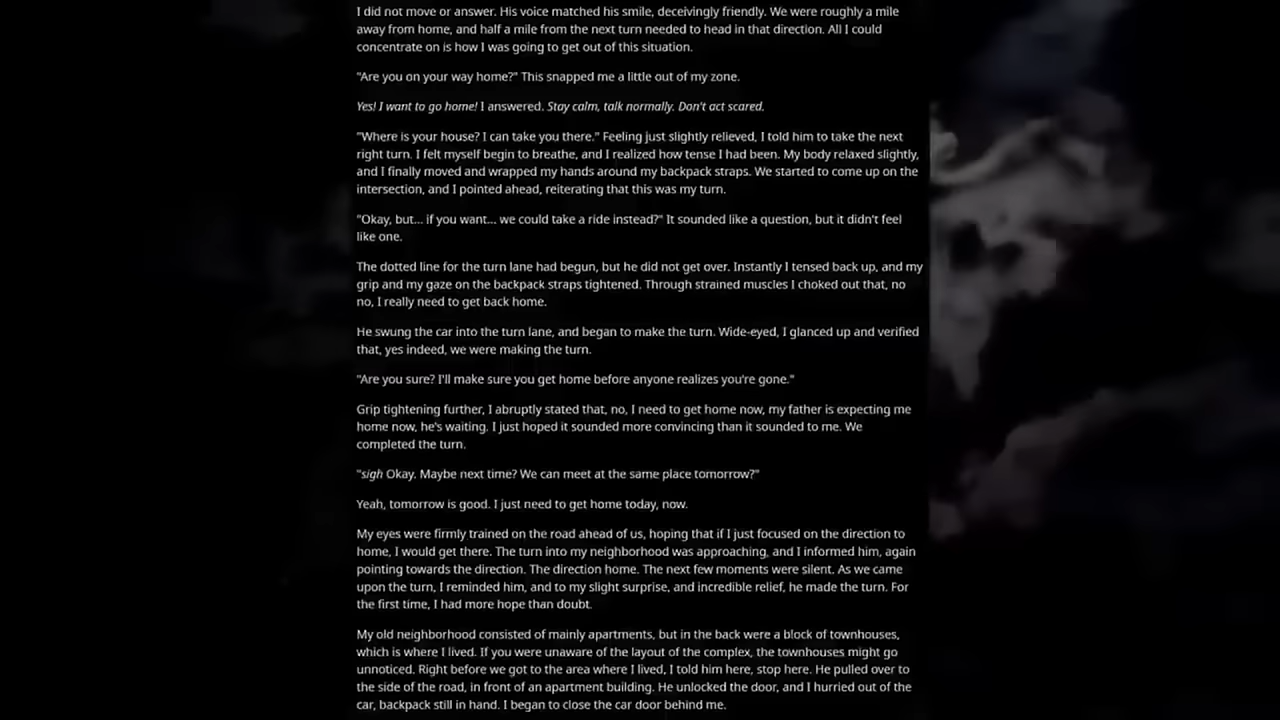 I did not move or answer. His voice matched his smile, deceivingly friendly. We were roughly a mile
away from home, and half a mile from the next turn needed to head in that direction. All I could
concentrate on is how I was going to get out of this situation.
"Are you on your way home?" This snapped me a little out of my zone.
Yes! I want to go home! I answered. Stay calm, talk normally. Don't act scared.
"Where is your house? I can take you there." Feeling just slightly relieved, I told him to take the next
right turn. I felt myself begin to breathe, and I realized how tense I had been. My body relaxed slightly,
and I finally moved and wrapped my hands around my backpack straps. We started to come up on the
intersection, and I pointed ahead, reiterating that this was my turn.
"Okay, but... if you want... we could take a ride instead?" It sounded like a question, but it didn't feel
like one.
The dotted line for the turn lane had begun, but he did not get over. Instantly I tensed back up, and my
grip and my gaze on the backpack straps tightened. Through strained muscles I choked out that, no
no, I really need to get back home.
He swung the car into the turn lane, and began to make the turn. Wide-eyed, I glanced up and verified
that, yes indeed, we were making the turn.
"Are you sure? I'll make sure you get home before anyone realizes you're gone."
Grip tightening further, I abruptly stated that, no, I need to get home now, my father is expecting me
home now, he's waiting. I just hoped it sounded more convincing than it sounded to me. We
completed the turn.
"sigh Okay. Maybe next time? We can meet at the same place tomorrow?"
Yeah, tomorrow is good. I just need to get home today, now.
My eyes were firmly trained on the road ahead of us, hoping that if I just focused on the direction to
home, I would get there. The turn into my neighborhood was approaching, and I informed him, again
pointing towards the direction. The direction home. The next few moments were silent. As we came
upon the turn, I reminded him, and to my slight surprise, and incredible relief, he made the turn. For
the first time, I had more hope than doubt.
My old neighborhood consisted of mainly apartments, but in the back were a block of townhouses,
which is where I lived. If you were unaware of the layout of the complex, the townhouses might go
unnoticed. Right before we got to the area where I lived, I told him here, stop here. He pulled over to
the side of the road, in front of an apartment building. He unlocked the door, and I hurried out of the
car, backpack still in hand. I began to close the car door behind me.